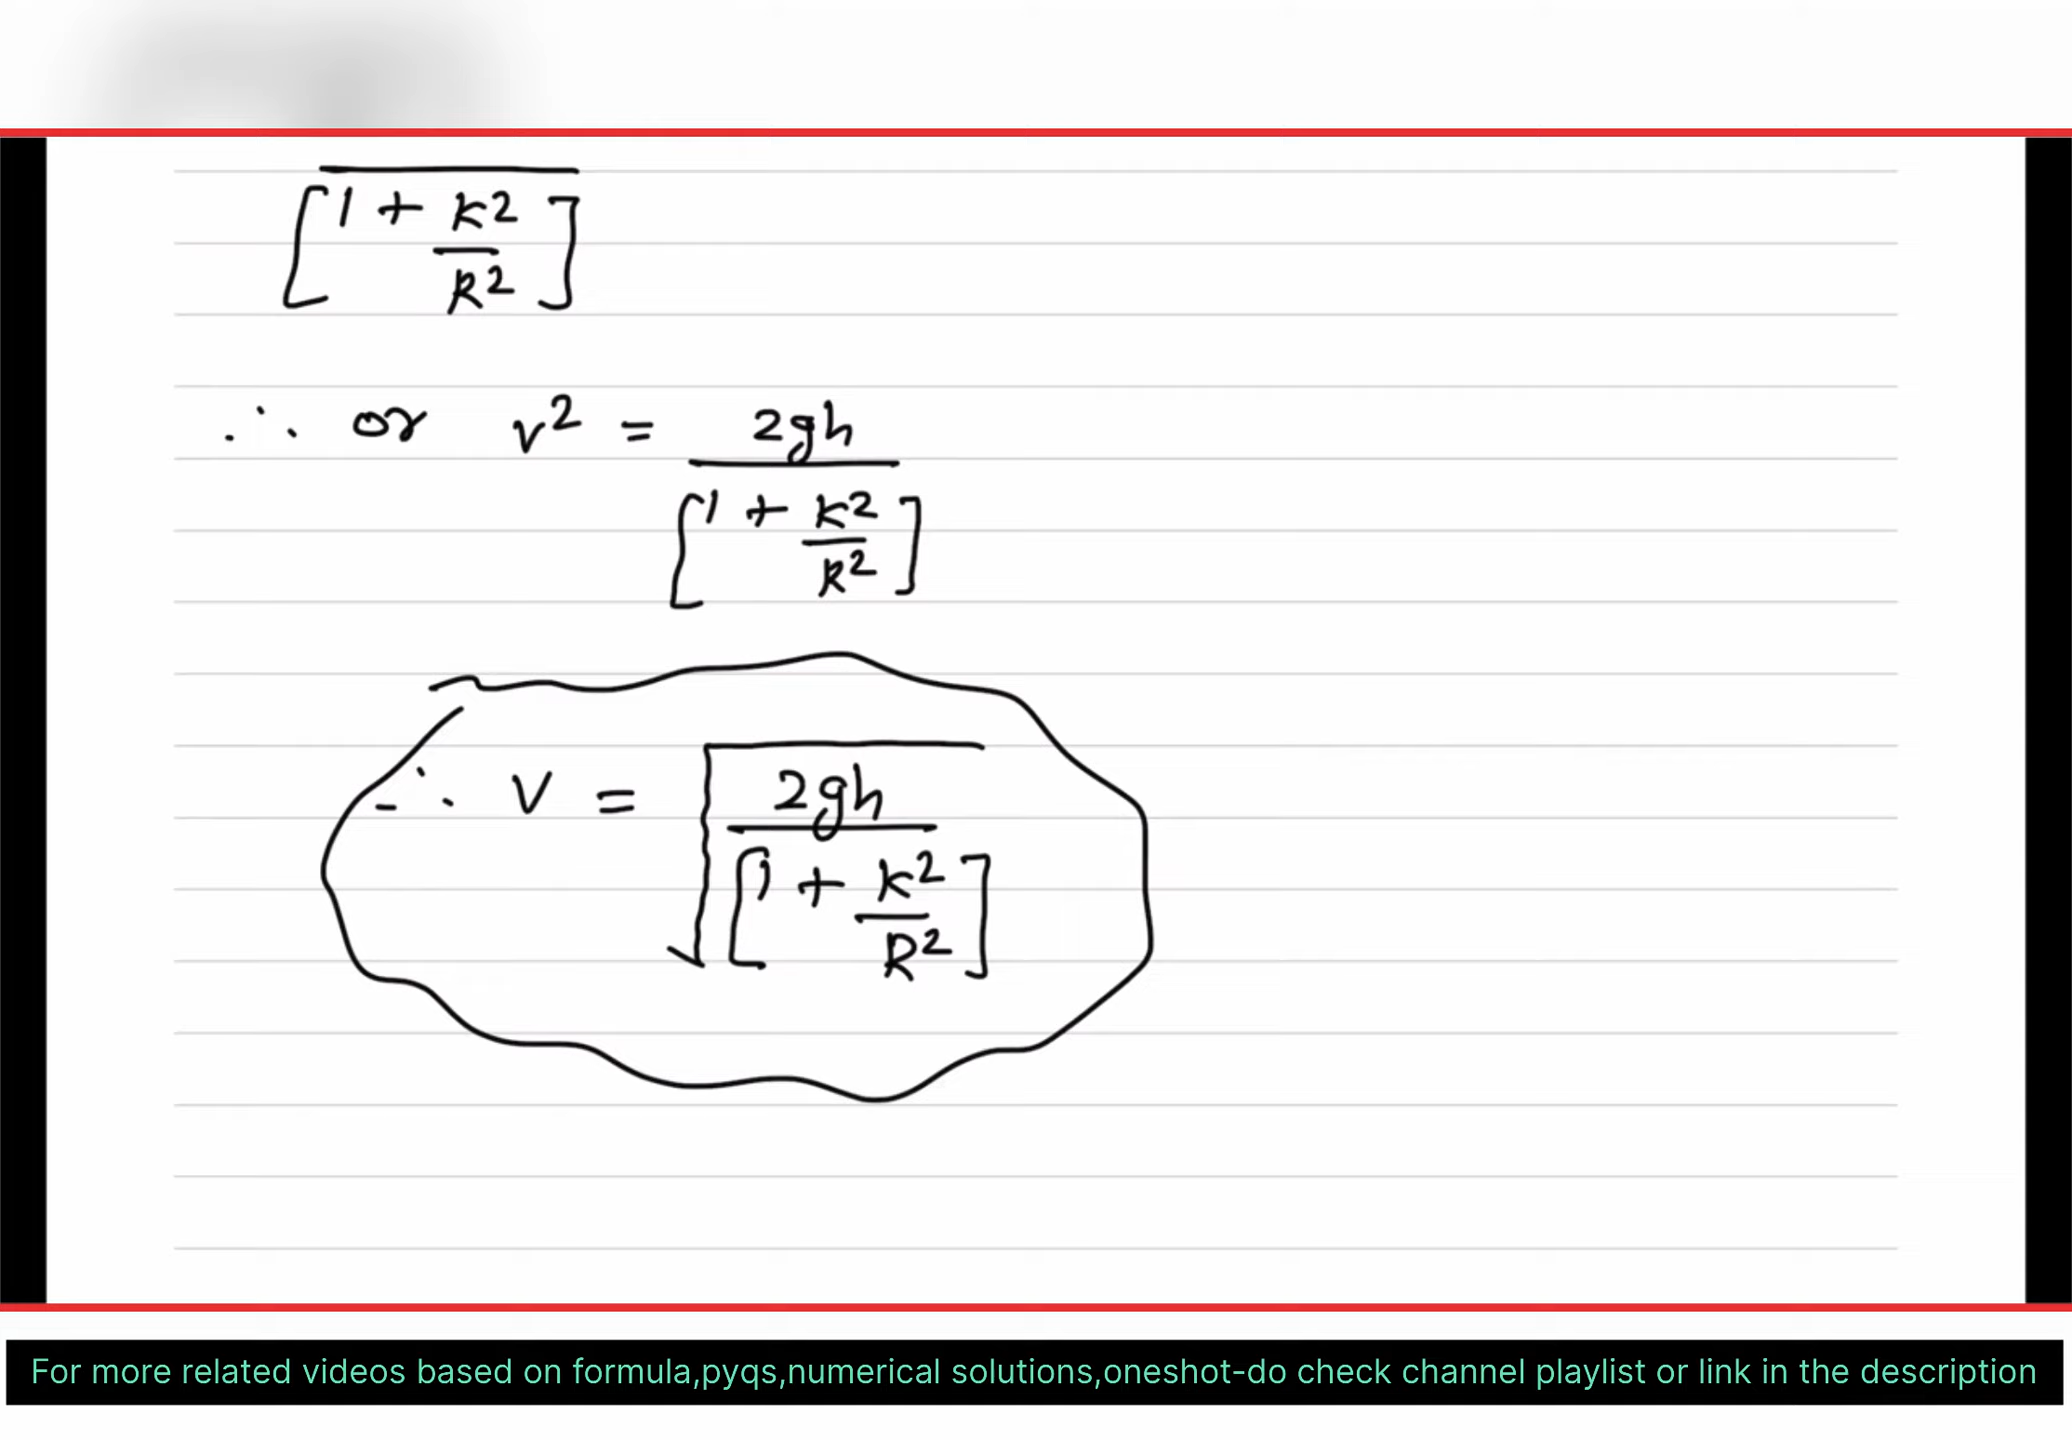 [1 + K²/R²]
∴ or v² = 2gh / [1 + K²/R²]
∴ V = √(2gh / [1 + K²/R²])
For more related videos based on formula,pyqs,numerical solutions,oneshot-do check channel playlist or link in the description